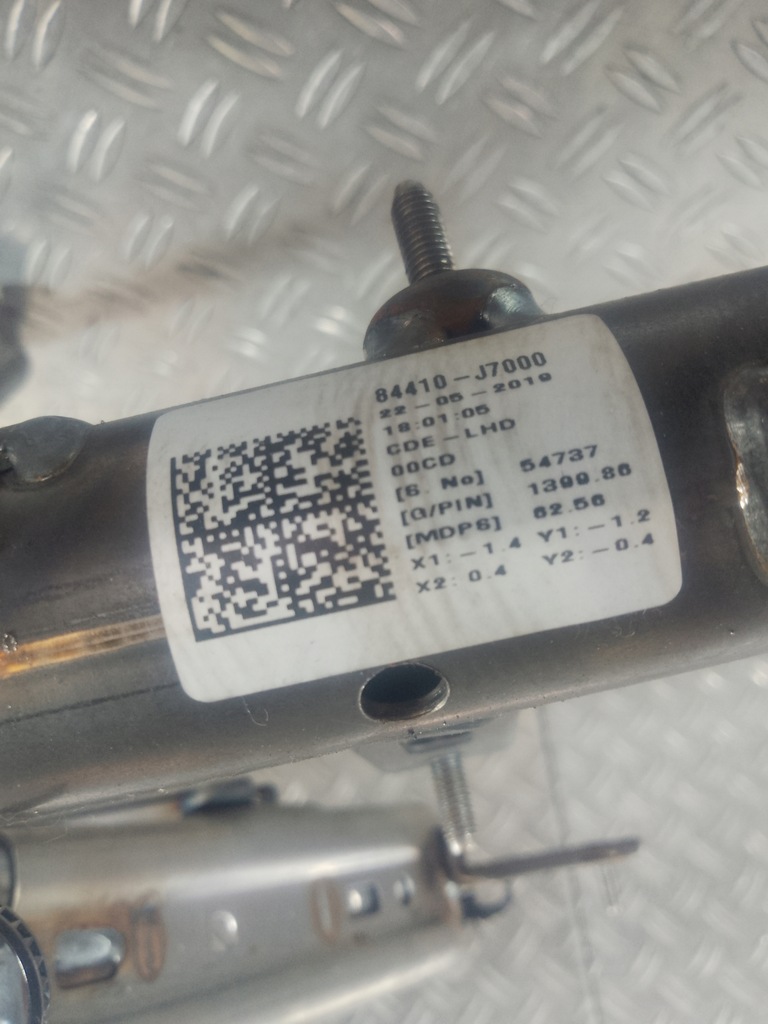 84410-J7000
22-05-2019
18:01:05
CDE-LHD
00CD
[S. No] 54737
[G/PIN] 1399.86
[MDPS] 62.56
X1:-1.4 Y1:-1.2
X2: 0.4 Y2:-0.4